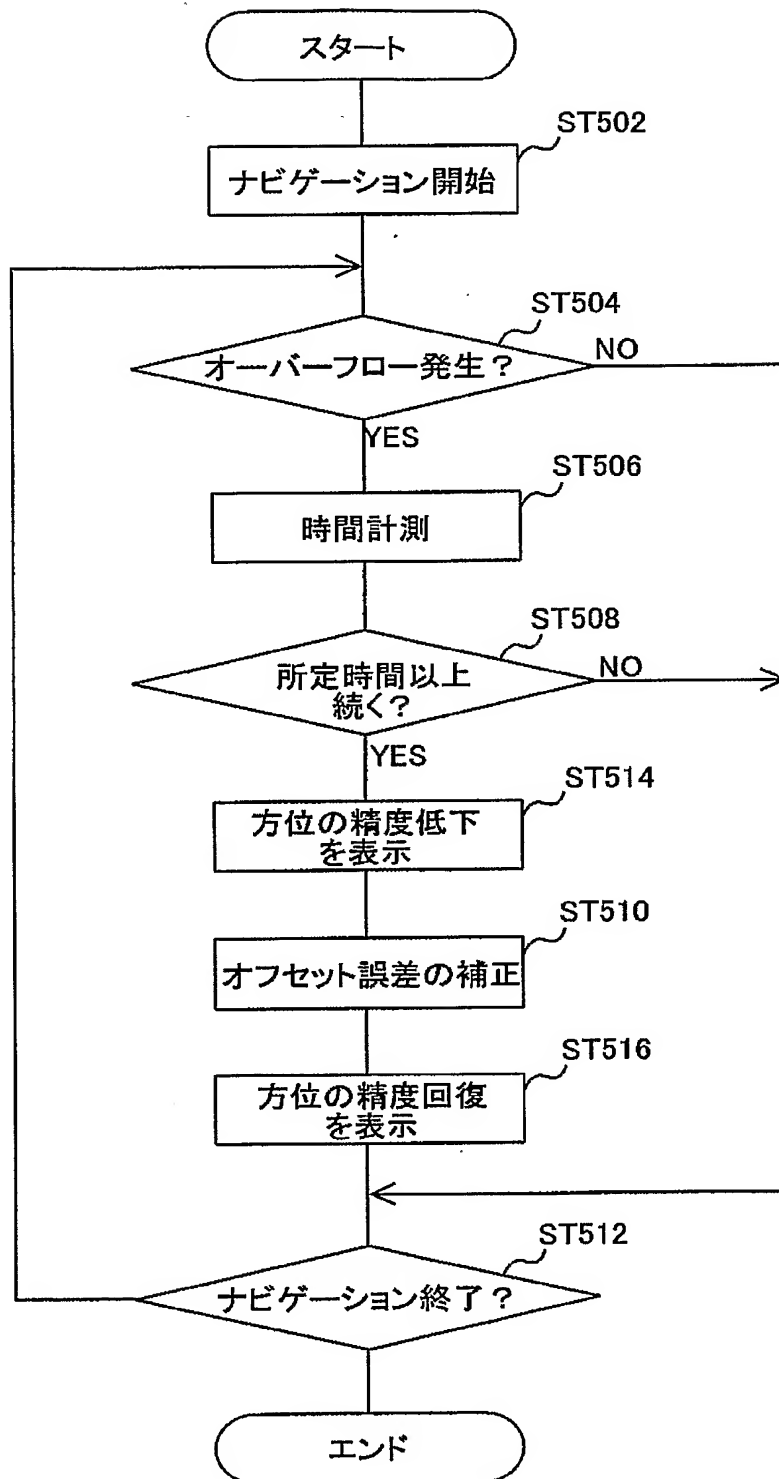 スタート
ST502
ナビゲーション開始
ST504
オーバーフロー発生？
NO
YES
ST506
時間計測
ST508
所定時間以上
続く？
NO
YES
ST514
方位の精度低下
を表示
ST510
オフセット誤差の補正
ST516
方位の精度回復
を表示
ST512
ナビゲーション終了？
エンド